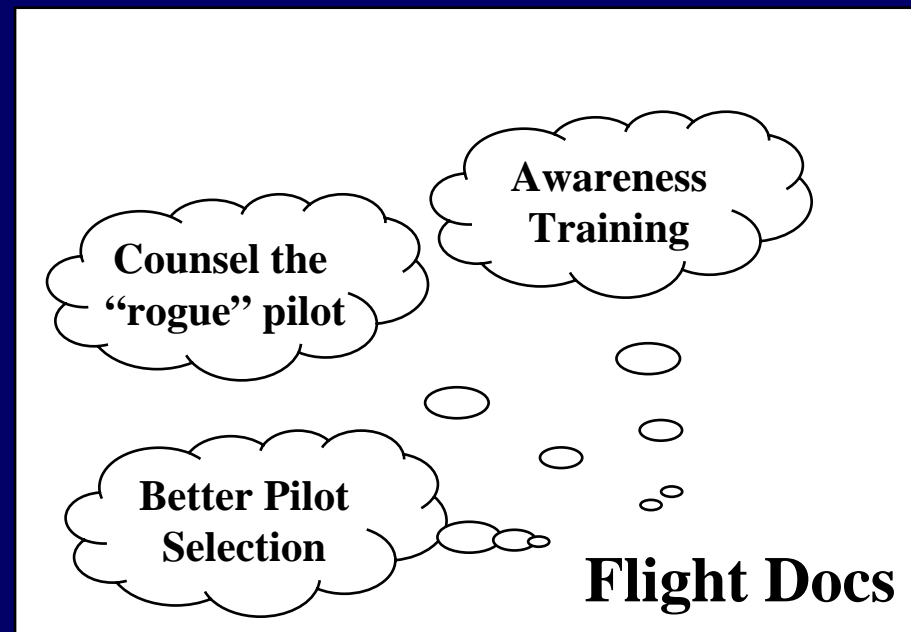 Awareness
Training
Counsel the
“rogue” pilot
Better Pilot
Selection
Flight Docs